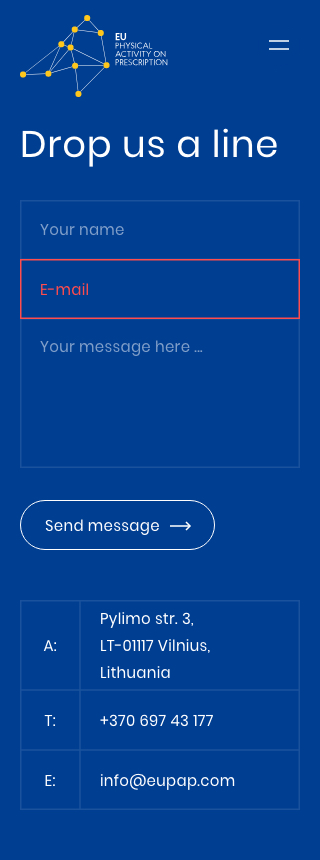 EU
PHYSICAL
ACTIVITY ON
PRESCRIPTION
Drop us a line
Your name
E-mail
Your message here ...
Send message
A:
Pylimo str. 3,
LT-01117 Vilnius,
Lithuania
T:
+370 697 43 177
E:
info@eupap.com